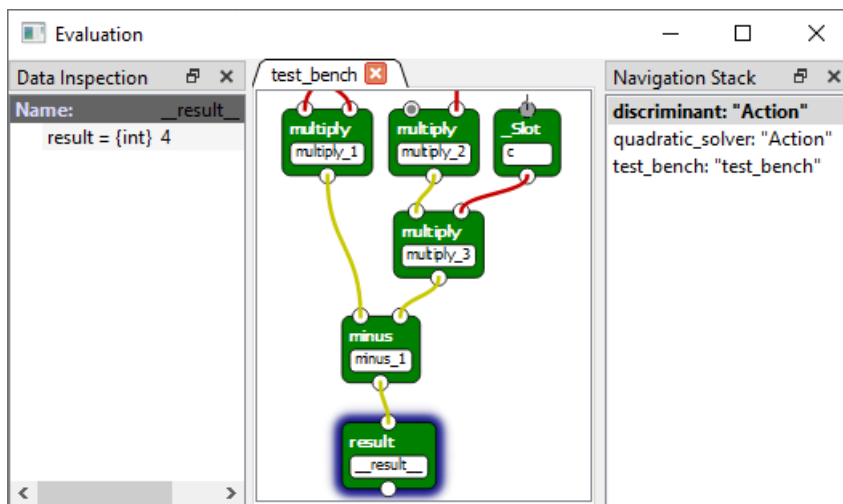 Evaluation
Data Inspection
Name: __result__
result = {int} 4
test_bench
multiply
multiply_1
multiply
multiply_2
_Slot
c
multiply
multiply_3
minus
minus_1
result
__result__
Navigation Stack
discriminant: "Action"
quadratic_solver: "Action"
test_bench: "test_bench"